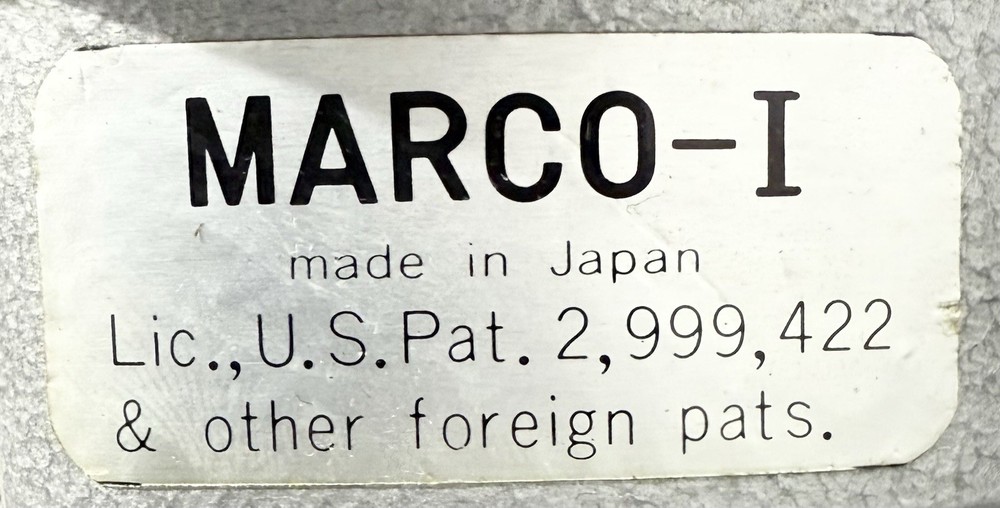 MARCO-I
made in Japan
Lic.,U.S.Pat. 2,999,422
& other foreign pats.